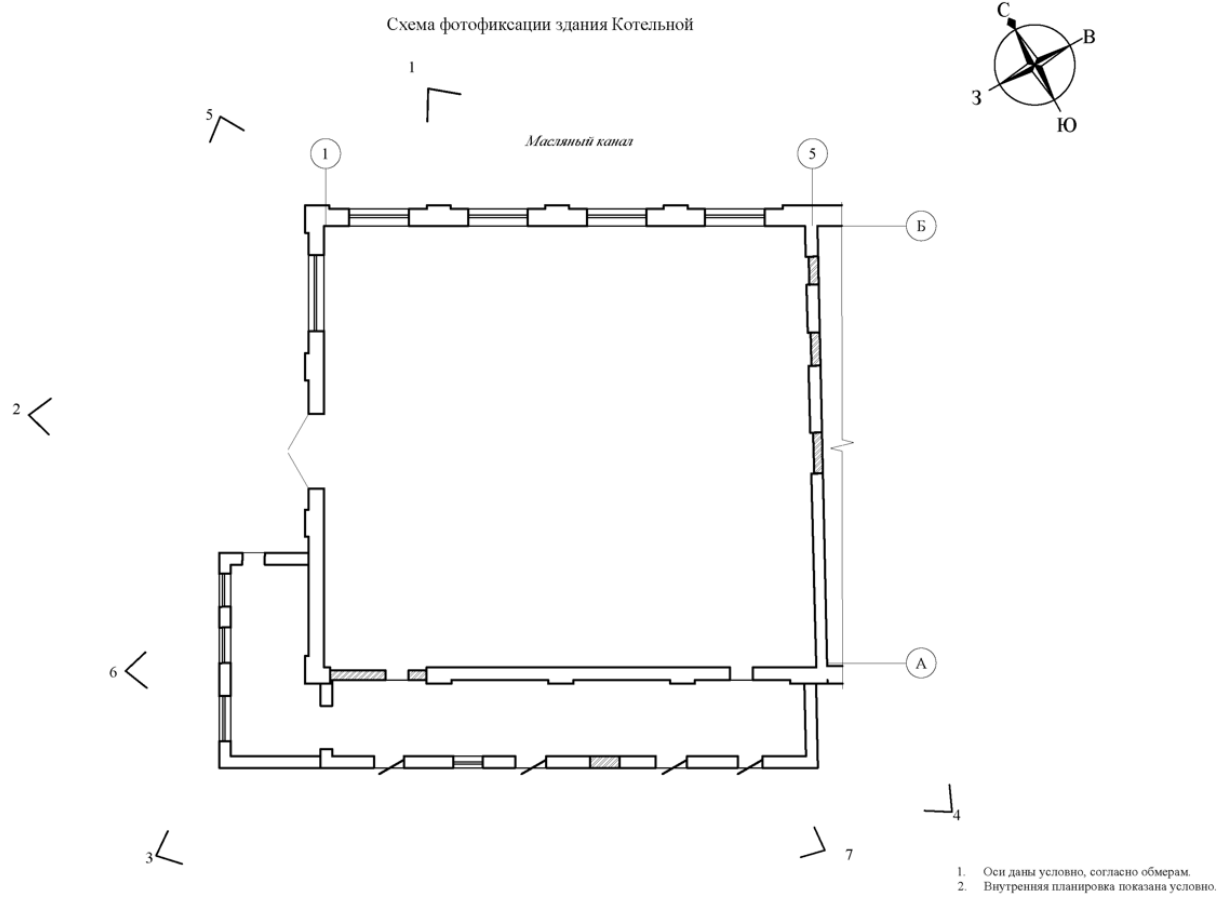 Схема фотофиксации здания Котельной
С
В
З
Ю
1
5
Масляный канал
1
5
Б
2
6
А
3
4
7
1. Оси даны условно, согласно обмерам.
2. Внутренняя планировка показана условно.